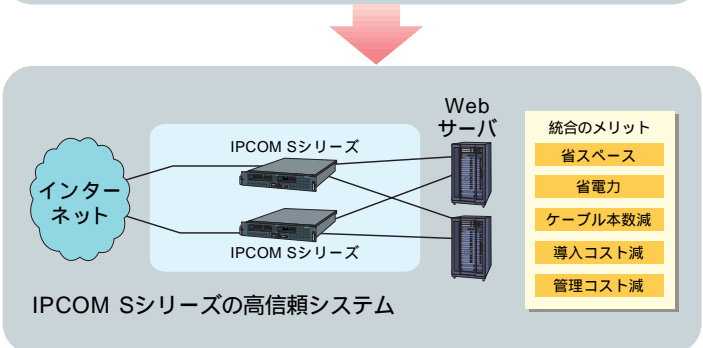 Web
サーバ
IPCOM Sシリーズ
インター
ネット
IPCOM Sシリーズ
IPCOM Sシリーズの高信頼システム
統合のメリット
省スペース
省電力
ケーブル本数減
導入コスト減
管理コスト減